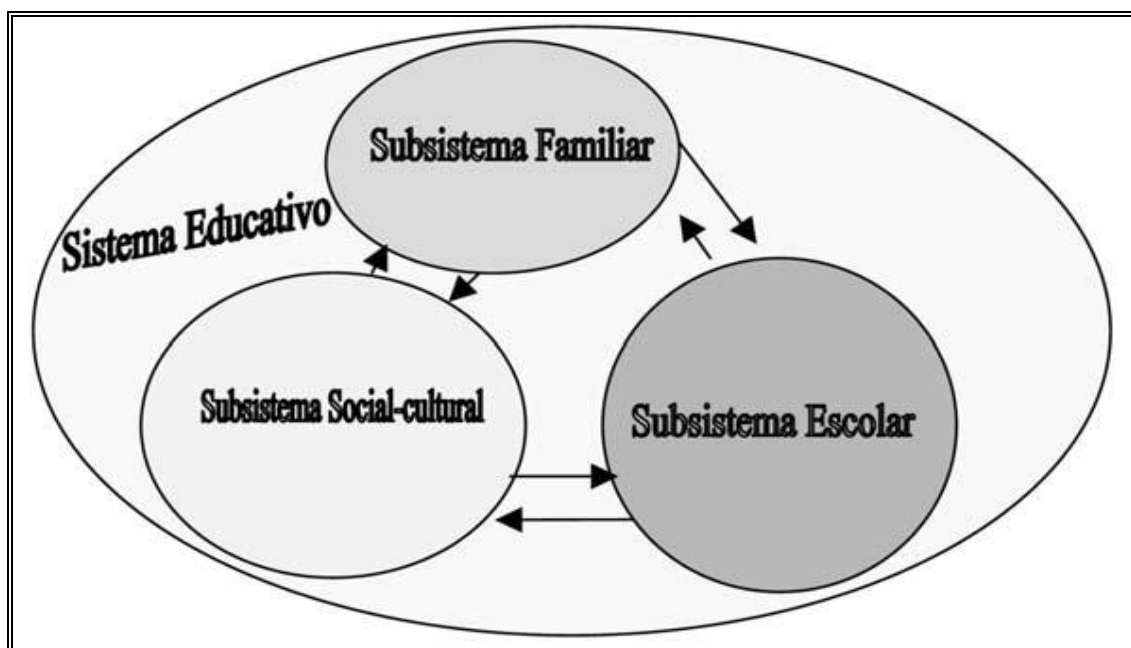 Subsistema Familiar
Sistema Educativo
Subsistema Social-cultural
Subsistema Escolar